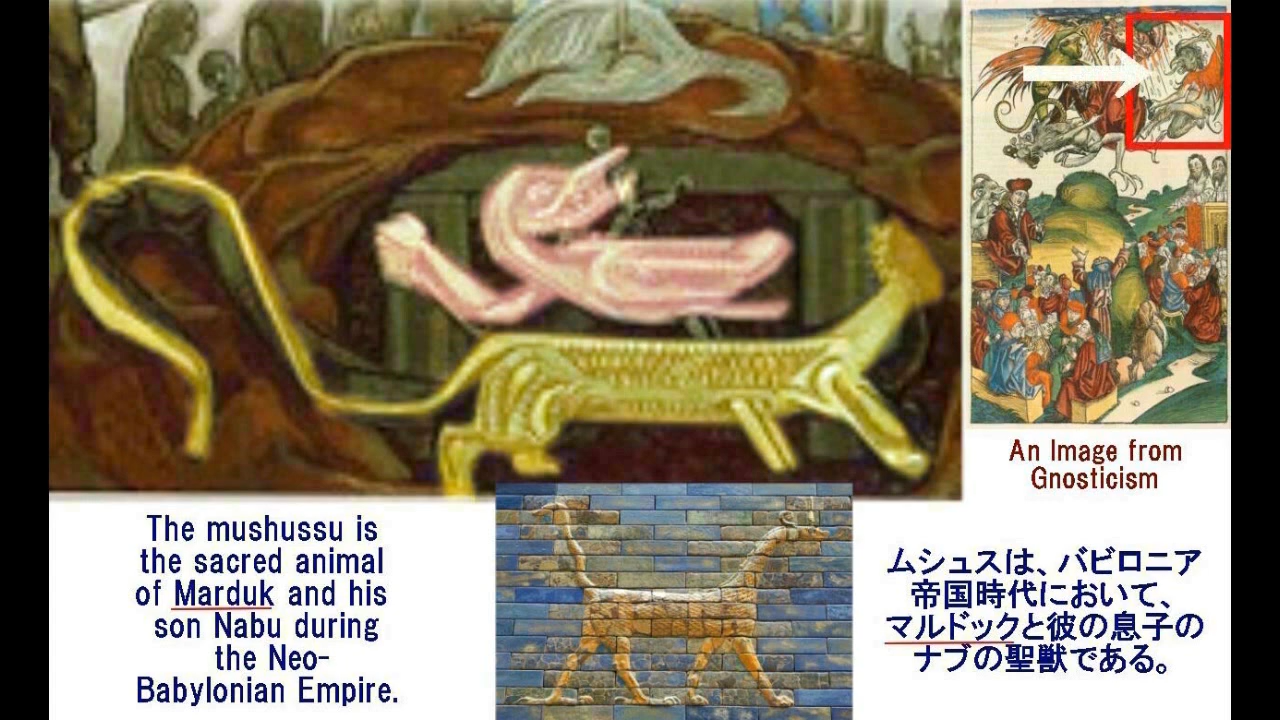 An Image from
Gnosticism
The mushussu is
the sacred animal
of Marduk and his
son Nabu during
the Neo-
Babylonian Empire.
ムシュスは、バビロニア
帝国時代において、
マルドックと彼の息子の
ナブの聖獣である。